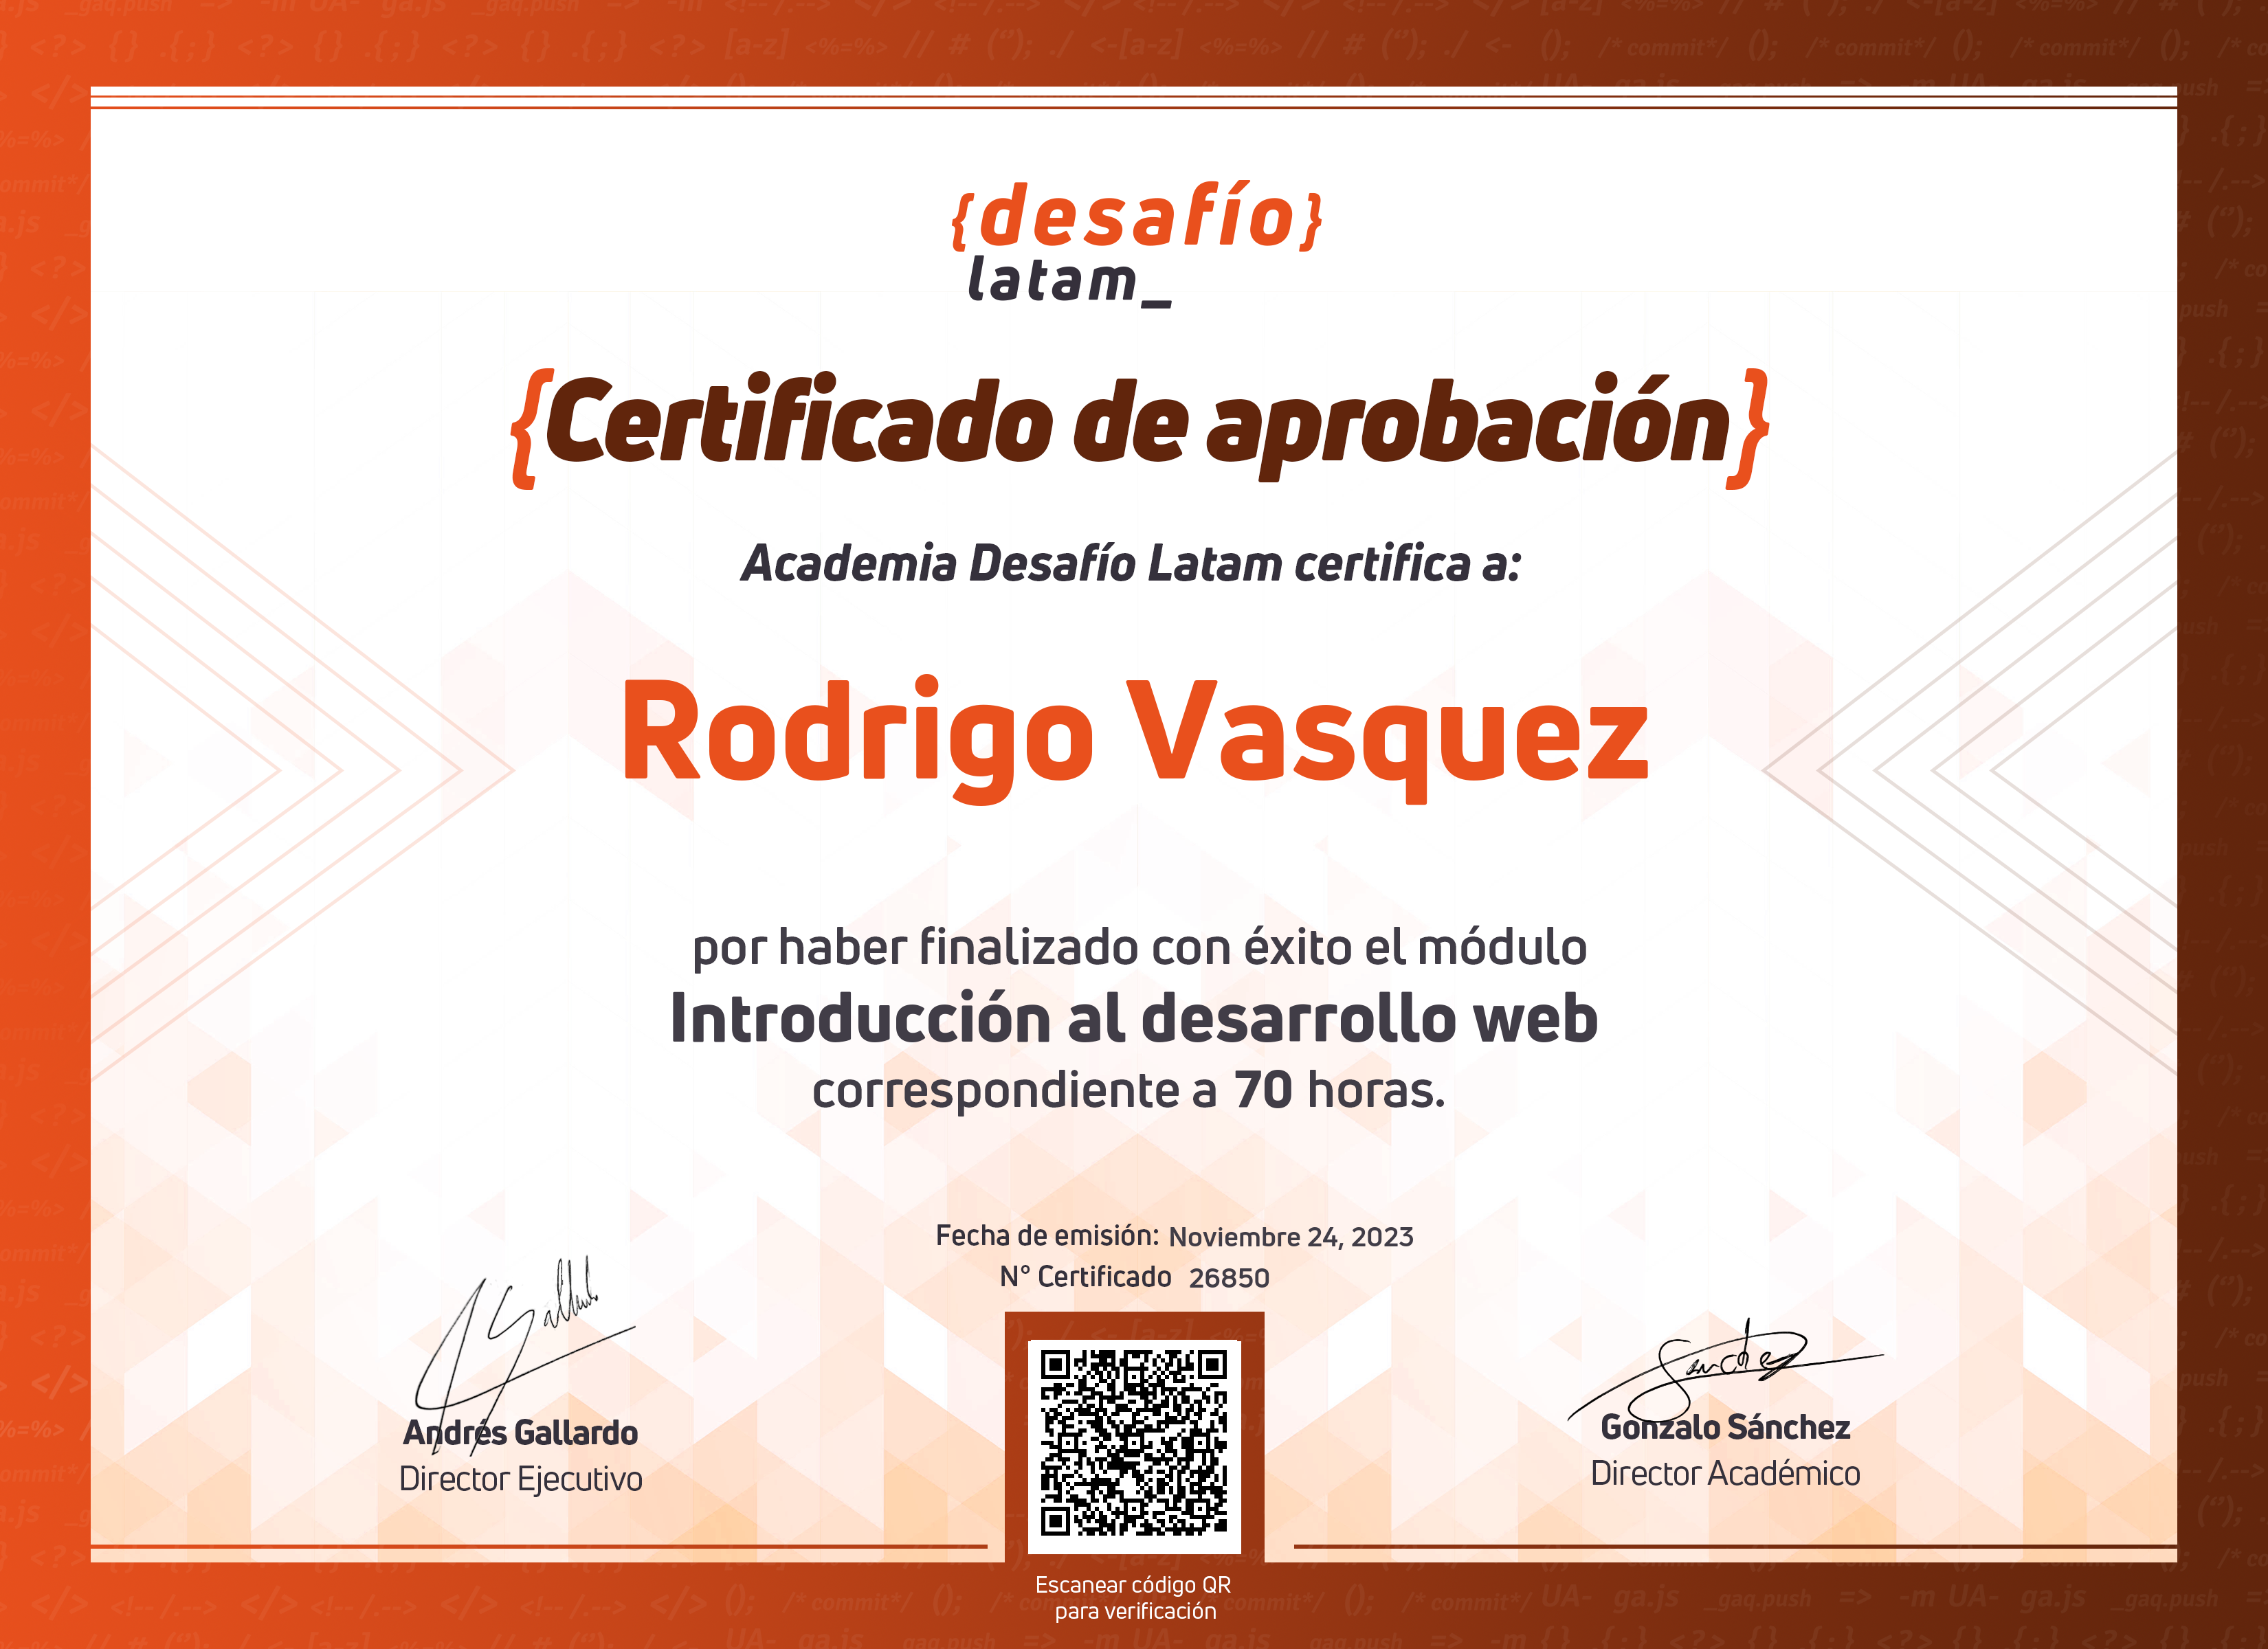 {desafío}
latam_
{Certificado de aprobación}
Academia Desafío Latam certifica a:
Rodrigo Vasquez
por haber finalizado con éxito el módulo
Introducción al desarrollo web
correspondiente a 70 horas.
Fecha de emisión: Noviembre 24, 2023
N° Certificado 26850
Andrés Gallardo
Director Ejecutivo
Gonzalo Sánchez
Director Académico
Escanear código QR
para verificación